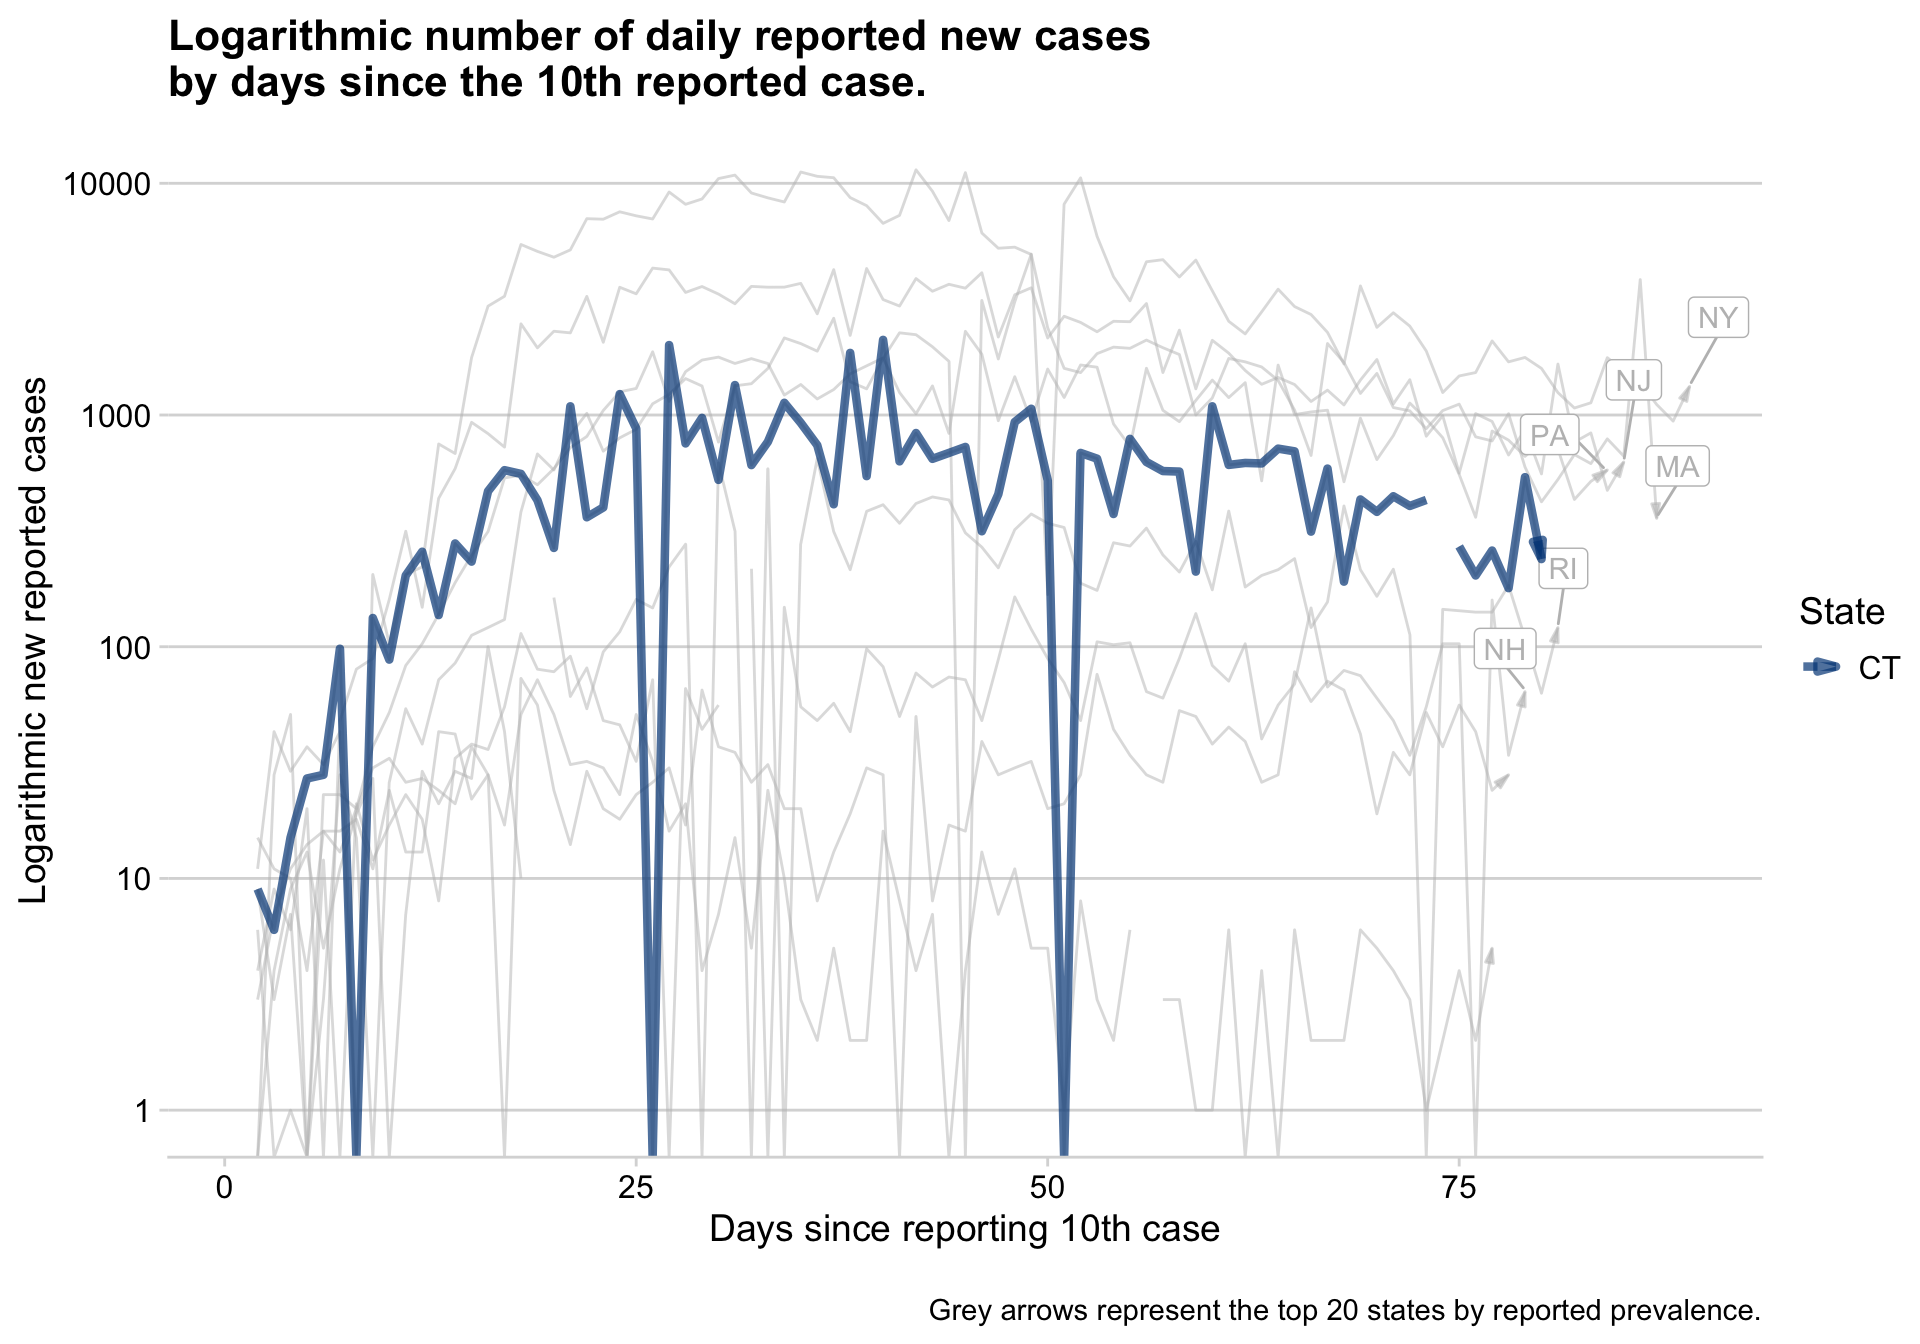 Logarithmic number of daily reported new cases
by days since the 10th reported case.
Logarithmic new reported cases
10000
1000
100
10
1
NY
NJ
PA
MA
RI
NH
State
CT
0
25
50
75
Days since reporting 10th case
Grey arrows represent the top 20 states by reported prevalence.